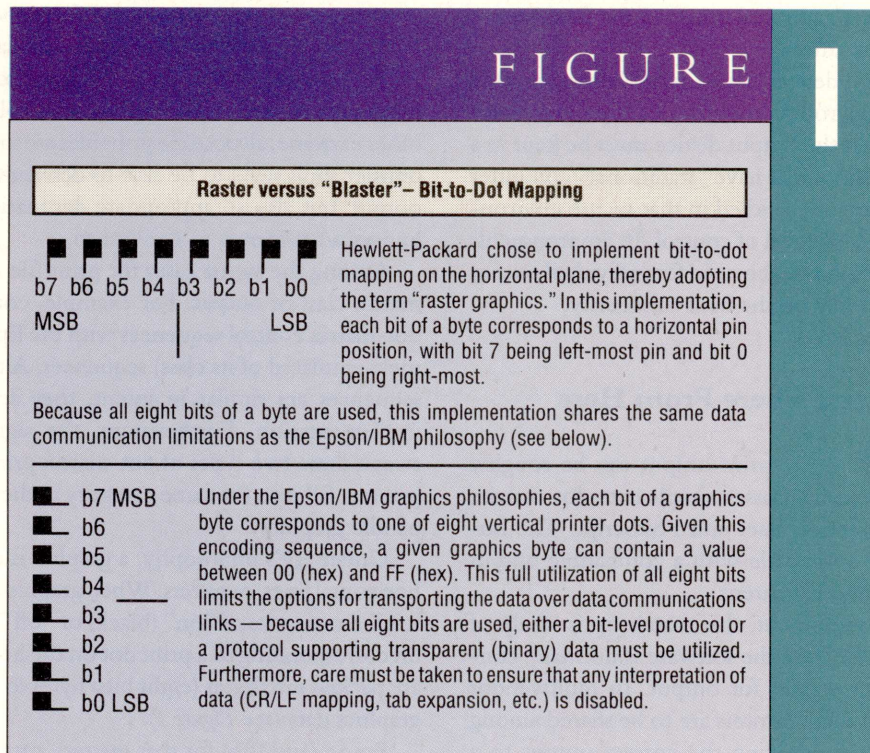 FIGURE 1
Raster versus "Blaster"– Bit-to-Dot Mapping
b7 b6 b5 b4 b3 b2 b1 b0
MSB LSB
Hewlett-Packard chose to implement bit-to-dot
mapping on the horizontal plane, thereby adopting
the term "raster graphics." In this implementation,
each bit of a byte corresponds to a horizontal pin
position, with bit 7 being left-most pin and bit 0
being right-most.
Because all eight bits of a byte are used, this implementation shares the same data
communication limitations as the Epson/IBM philosophy (see below).
b7 MSB
b6
b5
b4
b3
b2
b1
b0 LSB
Under the Epson/IBM graphics philosophies, each bit of a graphics
byte corresponds to one of eight vertical printer dots. Given this
encoding sequence, a given graphics byte can contain a value
between 00 (hex) and FF (hex). This full utilization of all eight bits
limits the options for transporting the data over data communications
links — because all eight bits are used, either a bit-level protocol or
a protocol supporting transparent (binary) data must be utilized.
Furthermore, care must be taken to ensure that any interpretation of
data (CR/LF mapping, tab expansion, etc.) is disabled.